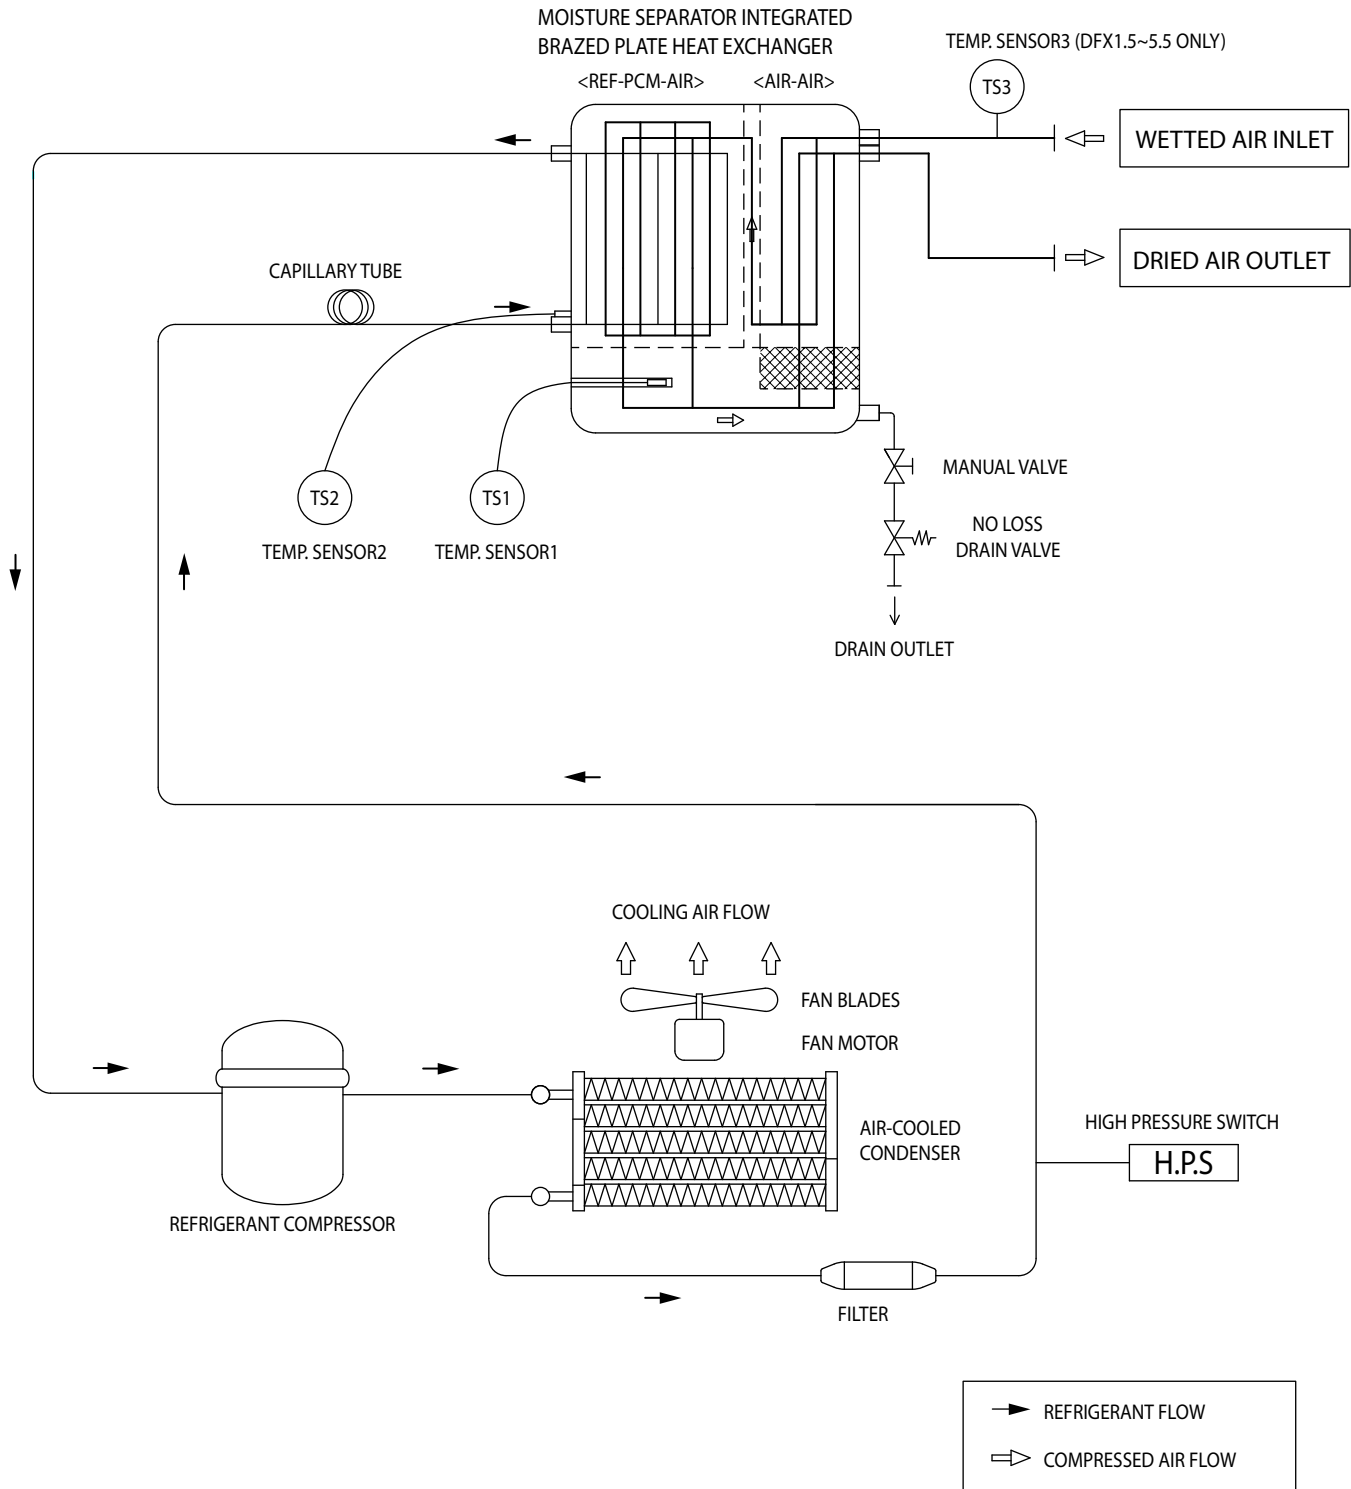 MOISTURE SEPARATOR INTEGRATED
BRAZED PLATE HEAT EXCHANGER
<REF-PCM-AIR>
<AIR-AIR>
TEMP. SENSOR3 (DFX1.5~5.5 ONLY)
TS3
WETTED AIR INLET
DRIED AIR OUTLET
CAPILLARY TUBE
TS2
TS1
TEMP. SENSOR2
TEMP. SENSOR1
MANUAL VALVE
NO LOSS
DRAIN VALVE
DRAIN OUTLET
COOLING AIR FLOW
FAN BLADES
FAN MOTOR
AIR-COOLED
CONDENSER
HIGH PRESSURE SWITCH
H.P.S
REFRIGERANT COMPRESSOR
FILTER
REFRIGERANT FLOW
COMPRESSED AIR FLOW